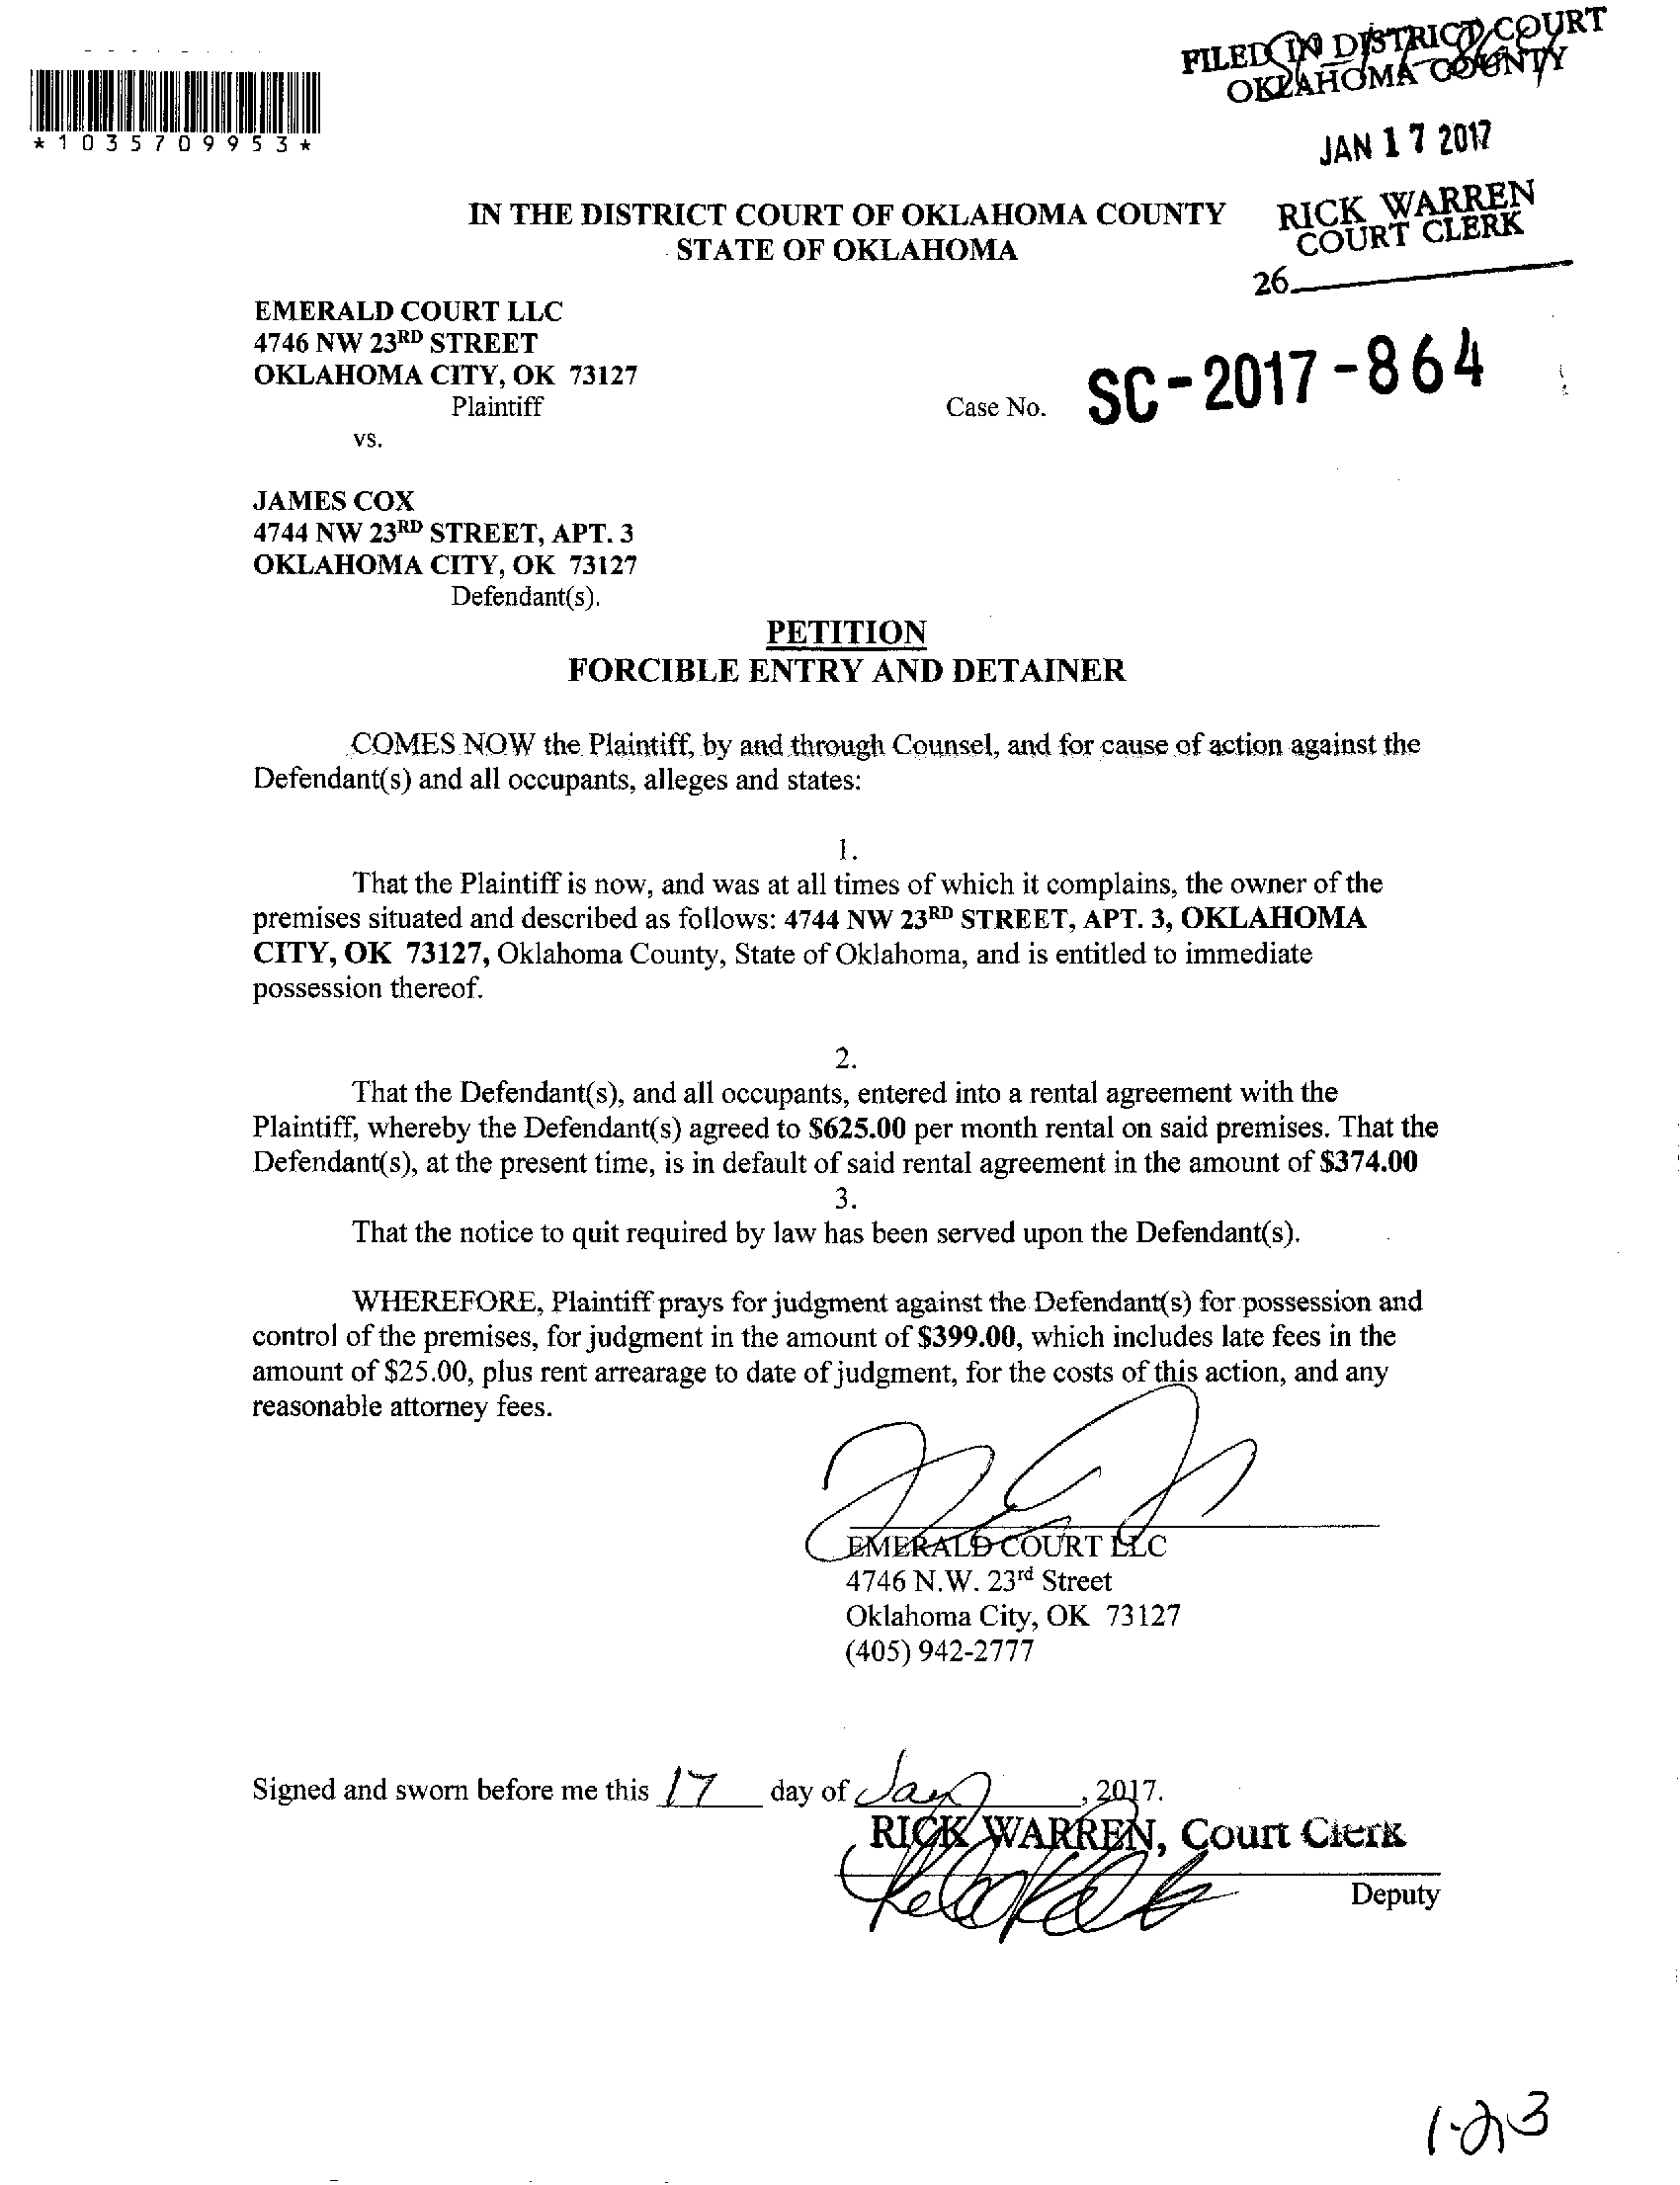 *1035709953*
FILED IN DISTRICT COURT
OKLAHOMA COUNTY
JAN 17 2017
RICK WARREN
COURT CLERK
26
IN THE DISTRICT COURT OF OKLAHOMA COUNTY
STATE OF OKLAHOMA
EMERALD COURT LLC
4746 NW 23RD STREET
OKLAHOMA CITY, OK 73127
Plaintiff
Case No. SC-2017-864
vs.
JAMES COX
4744 NW 23RD STREET, APT. 3
OKLAHOMA CITY, OK 73127
Defendant(s).
PETITION
FORCIBLE ENTRY AND DETAINER
COMES NOW the Plaintiff, by and through Counsel, and for cause of action against the
Defendant(s) and all occupants, alleges and states:
1.
That the Plaintiff is now, and was at all times of which it complains, the owner of the
premises situated and described as follows: 4744 NW 23RD STREET, APT. 3, OKLAHOMA
CITY, OK 73127, Oklahoma County, State of Oklahoma, and is entitled to immediate
possession thereof.
2.
That the Defendant(s), and all occupants, entered into a rental agreement with the
Plaintiff, whereby the Defendant(s) agreed to $625.00 per month rental on said premises. That the
Defendant(s), at the present time, is in default of said rental agreement in the amount of $374.00
3.
That the notice to quit required by law has been served upon the Defendant(s).
WHEREFORE, Plaintiff prays for judgment against the Defendant(s) for possession and
control of the premises, for judgment in the amount of $399.00, which includes late fees in the
amount of $25.00, plus rent arrearage to date of judgment, for the costs of this action, and any
reasonable attorney fees.
EMERALD COURT LLC
4746 N.W. 23rd Street
Oklahoma City, OK 73127
(405) 942-2777
Signed and sworn before me this 17 day of Jan, 2017.
RICK WARREN, Court Clerk
Deputy